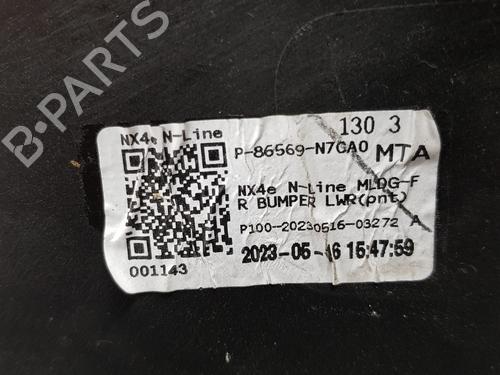 NX4e N-Line
130 3
P-86569-N7CA0
MTA
NX4e N-Line MLDG-F
R BUMPER LWR(pnt)
P100-20230516-03272 A
2023-05-16 15:47:59
001143
B-PARTS